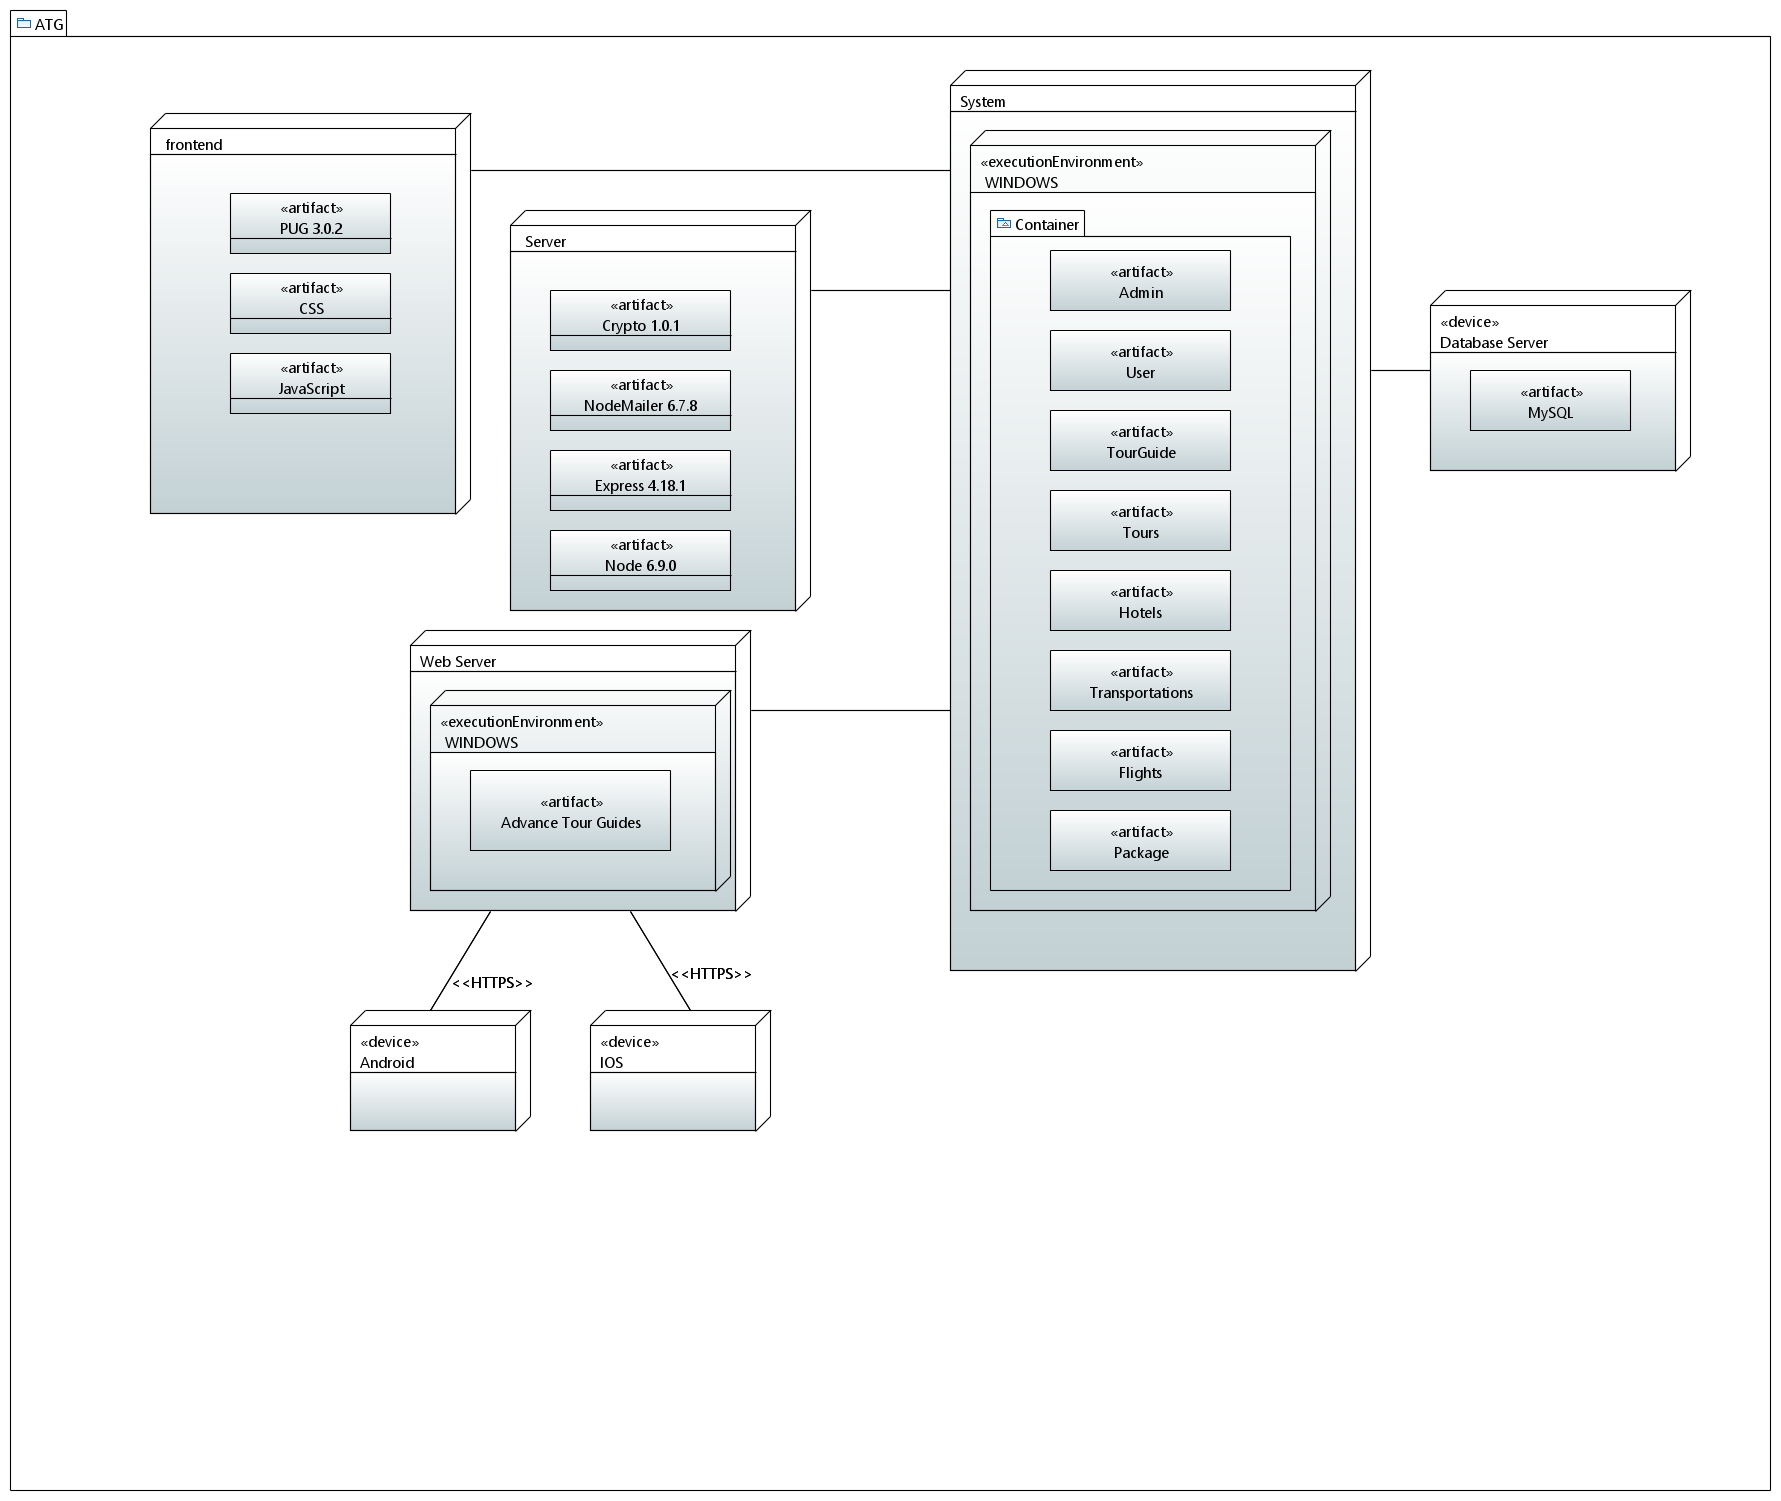 ATG
frontend
«artifact»
PUG 3.0.2
«artifact»
CSS
«artifact»
JavaScript
Server
«artifact»
Crypto 1.0.1
«artifact»
NodeMailer 6.7.8
«artifact»
Express 4.18.1
«artifact»
Node 6.9.0
System
«executionEnvironment»
WINDOWS
Container
«artifact»
Admin
«artifact»
User
«artifact»
TourGuide
«artifact»
Tours
«artifact»
Hotels
«artifact»
Transportations
«artifact»
Flights
«artifact»
Package
«device»
Database Server
«artifact»
MySQL
Web Server
«executionEnvironment»
WINDOWS
«artifact»
Advance Tour Guides
<<HTTPS>>
<<HTTPS>>
«device»
Android
«device»
IOS